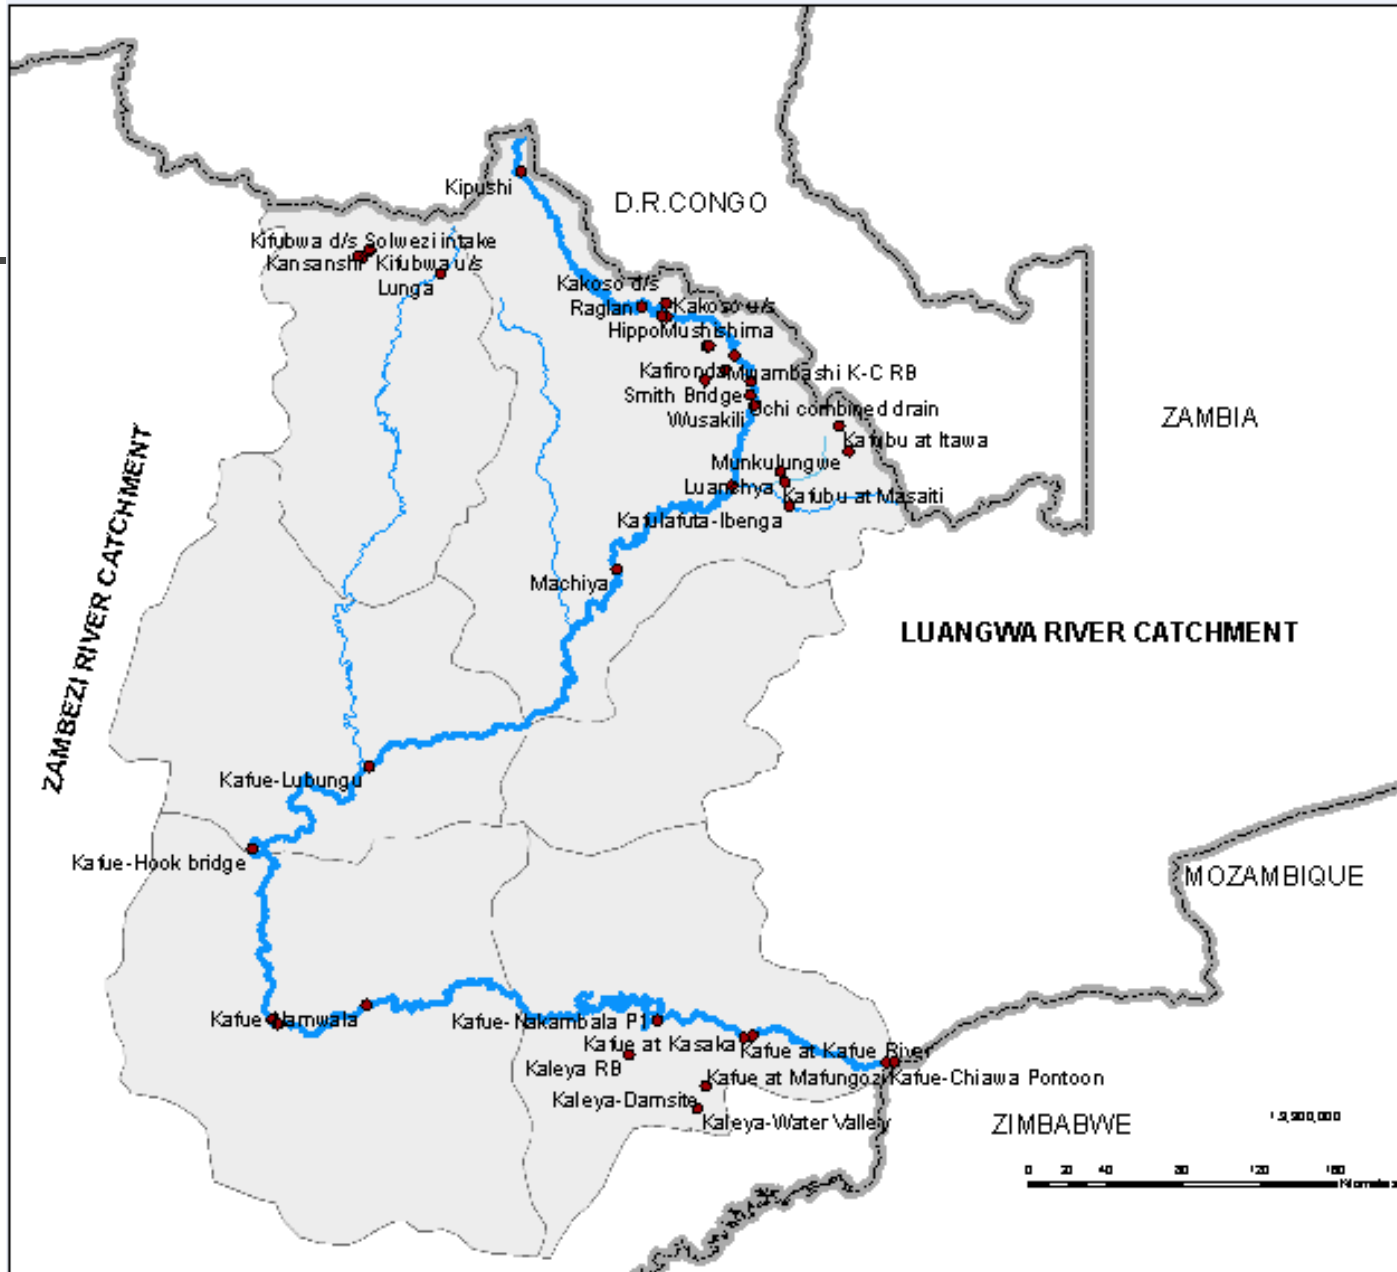 Kipushi
D.R.CONGO
Kifubwa d/s Solwezi intake
Kansanshi Kifubwa u/s
Lunga
Kakoso d/s
Raglan Kakoso u/s
Hippo Mushishima
Kafironda Mwambashi K-C RB
Smith Bridge Uchi combined drain
Wusakili
ZAMBIA
Kafubu at Itawa
Munkulungwe
Luanshya Kafubu at Masaiti
Kafulafuta-Ibenga
ZAMBEZI RIVER CATCHMENT
Machiya
LUANGWA RIVER CATCHMENT
Kafue-Lubungu
Kafue-Hook bridge
MOZAMBIQUE
Kafue-Namwala
Kafue-Nakambala P1
Kafue at Kasaka Kafue at Kafue River
Kaleya RB
Kafue at Mafungozi Kafue-Chiawa Pontoon
Kaleya-Damsite
Kaleya-Water Valley
ZIMBABWE
0 20 40 80 120 160